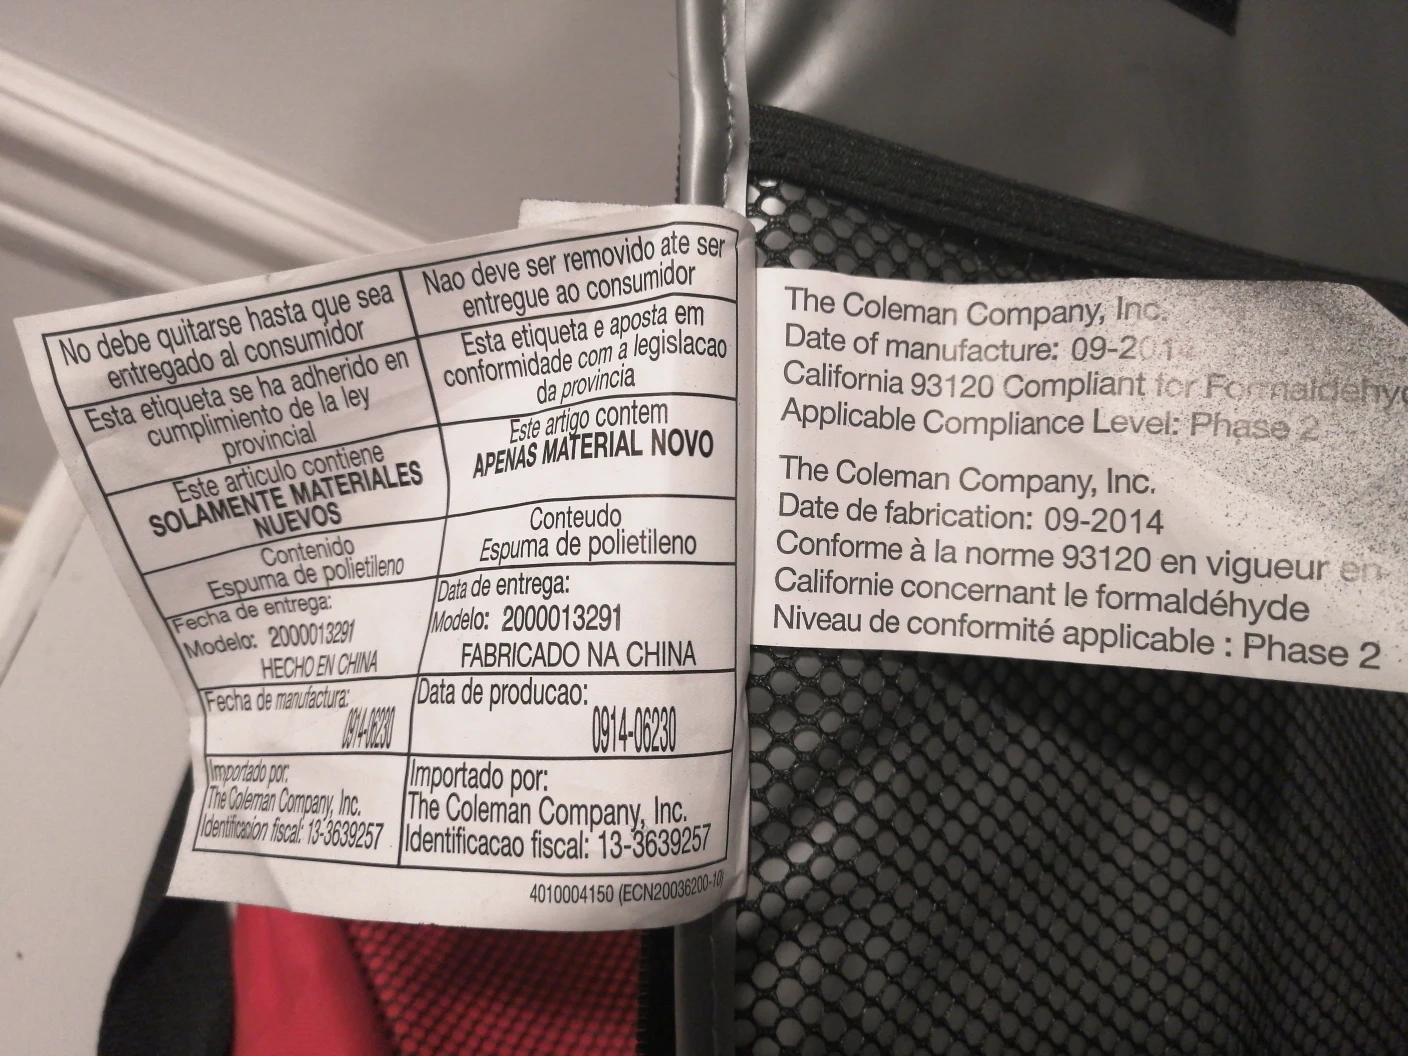 No debe quitarse hasta que sea
entregado al consumidor
Esta etiqueta se ha adherido en
cumplimiento de la ley
provincial
Este articulo contiene
SOLAMENTE MATERIALES
NUEVOS
Contenido
Espuma de polietileno
Fecha de entrega:
Modelo: 2000013291
HECHO EN CHINA
Fecha de manufactura:
0914-06230
Importado por:
The Coleman Company, Inc.
Identificacion fiscal: 13-3639257
Nao deve ser removido ate ser
entregue ao consumidor
Esta etiqueta e aposta em
conformidade com a legislacao
da provincia
Este artigo contem
APENAS MATERIAL NOVO
Conteudo
Espuma de polietileno
Data de entrega:
Modelo: 2000013291
FABRICADO NA CHINA
Data de producao:
0914-06230
Importado por:
The Coleman Company, Inc.
Identificacao fiscal: 13-3639257
4010004150 (ECN20036200-10)
The Coleman Company, Inc.
Date of manufacture: 09-2014
California 93120 Compliant for Formaldehyd
Applicable Compliance Level: Phase 2
The Coleman Company, Inc.
Date de fabrication: 09-2014
Conforme à la norme 93120 en vigueur en
Californie concernant le formaldéhyde
Niveau de conformité applicable : Phase 2